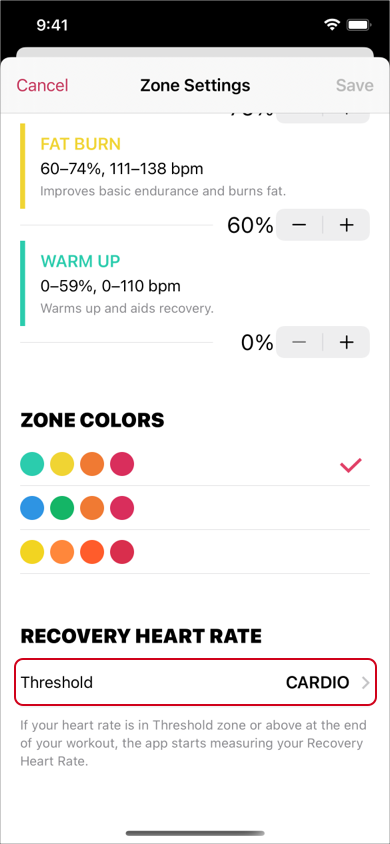 9:41
Cancel Zone Settings Save
FAT BURN
60–74%, 111–138 bpm
Improves basic endurance and burns fat.
60% − +
WARM UP
0–59%, 0–110 bpm
Warms up and aids recovery.
0% − +
ZONE COLORS
RECOVERY HEART RATE
Threshold CARDIO
If your heart rate is in Threshold zone or above at the end
of your workout, the app starts measuring your Recovery
Heart Rate.